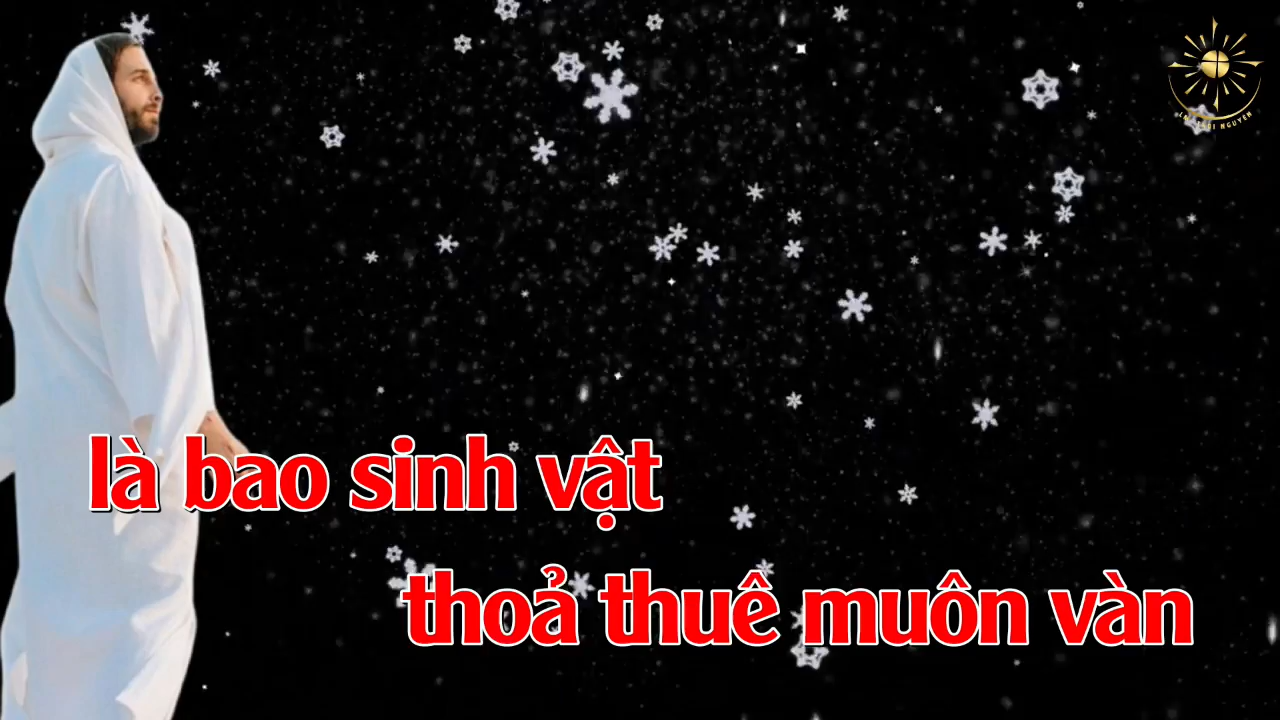 là bao sinh vật
thoả thuê muôn vàn